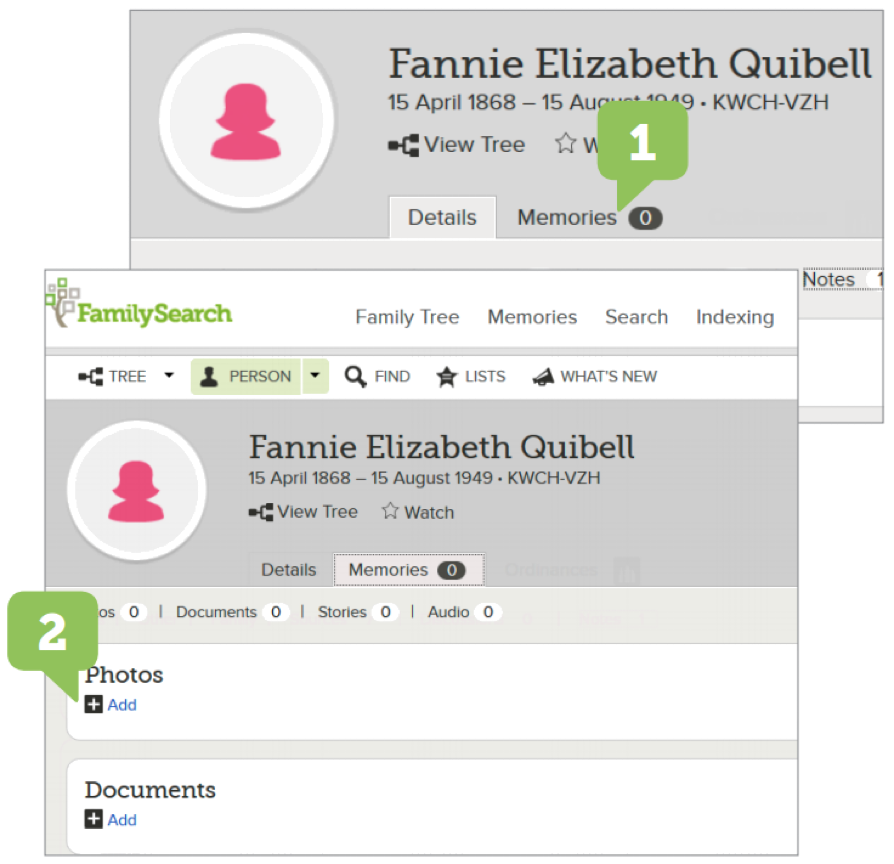 Fannie Elizabeth Quibell
15 April 1868 – 15 August 1949 • KWCH-VZH
View Tree
1
Details Memories 0
Notes 1
FamilySearch
Family Tree Memories Search Indexing
TREE PERSON FIND LISTS WHAT'S NEW
Fannie Elizabeth Quibell
15 April 1868 – 15 August 1949 • KWCH-VZH
View Tree Watch
Details Memories 0 Ordinances
os 0 | Documents 0 | Stories 0 | Audio 0
2
Photos
Add
Documents
Add